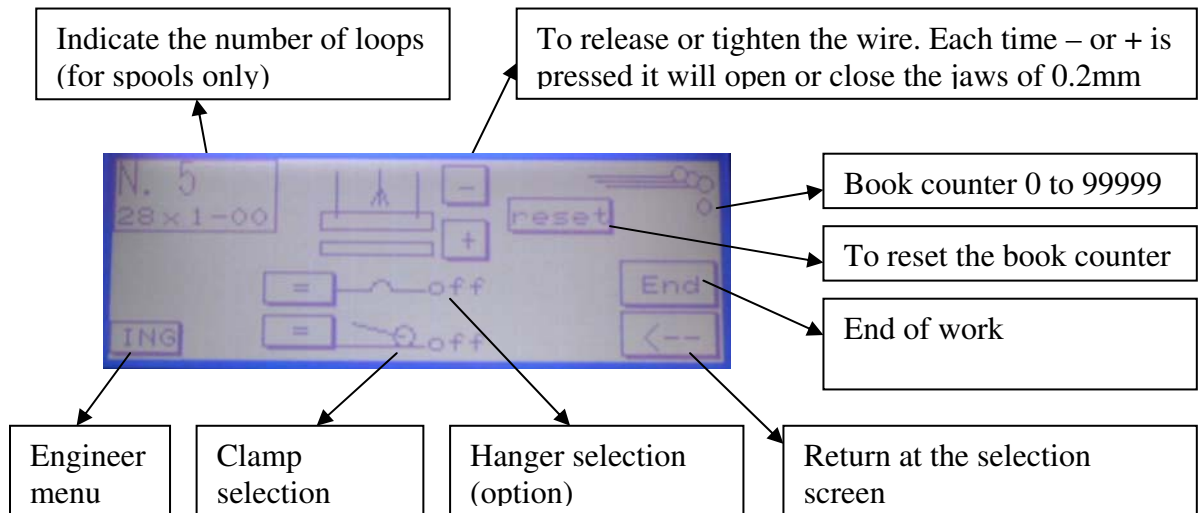 Indicate the number of loops
(for spools only)
To release or tighten the wire. Each time – or + is
pressed it will open or close the jaws of 0.2mm
N. 5
28x1-00
-
+
reset
0
= off
= off
End
ING
<--
Book counter 0 to 99999
To reset the book counter
End of work
Engineer
menu
Clamp
selection
Hanger selection
(option)
Return at the selection
screen